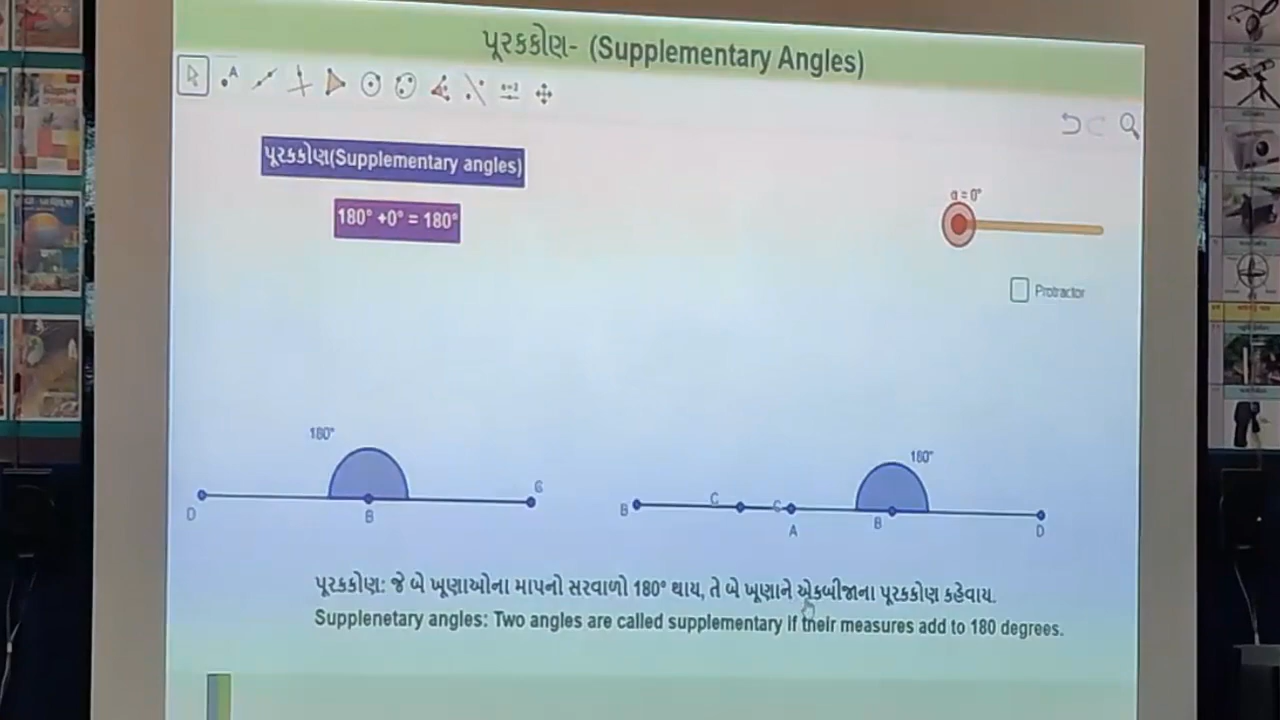 પૂરકકોણ- (Supplementary Angles)
A
a=2
પૂરકકોણ(Supplementary angles)
180° +0° = 180°
α = 0°
Protractor
180°
D
B
G
180°
B
C
C
A
B
D
પૂરકકોણ: જે બે ખૂણાઓના માપનો સરવાળો 180° થાય, તે બે ખૂણાને એકબીજાના પૂરકકોણ કહેવાય.
Supplenetary angles: Two angles are called supplementary if their measures add to 180 degrees.